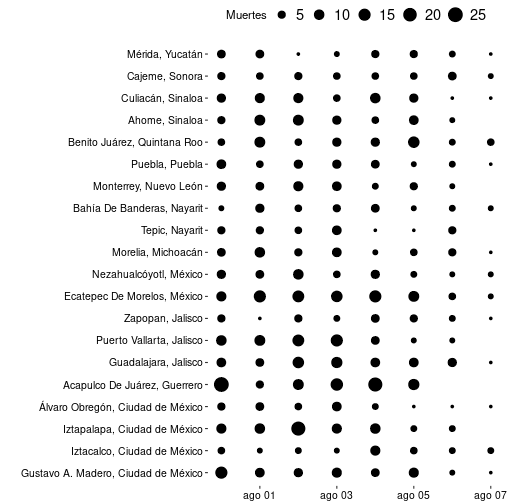 Muertes 5 10 15 20 25
Mérida, Yucatán
Cajeme, Sonora
Culiacán, Sinaloa
Ahome, Sinaloa
Benito Juárez, Quintana Roo
Puebla, Puebla
Monterrey, Nuevo León
Bahía De Banderas, Nayarit
Tepic, Nayarit
Morelia, Michoacán
Nezahualcóyotl, México
Ecatepec De Morelos, México
Zapopan, Jalisco
Puerto Vallarta, Jalisco
Guadalajara, Jalisco
Acapulco De Juárez, Guerrero
Álvaro Obregón, Ciudad de México
Iztapalapa, Ciudad de México
Iztacalco, Ciudad de México
Gustavo A. Madero, Ciudad de México
ago 01 ago 03 ago 05 ago 07